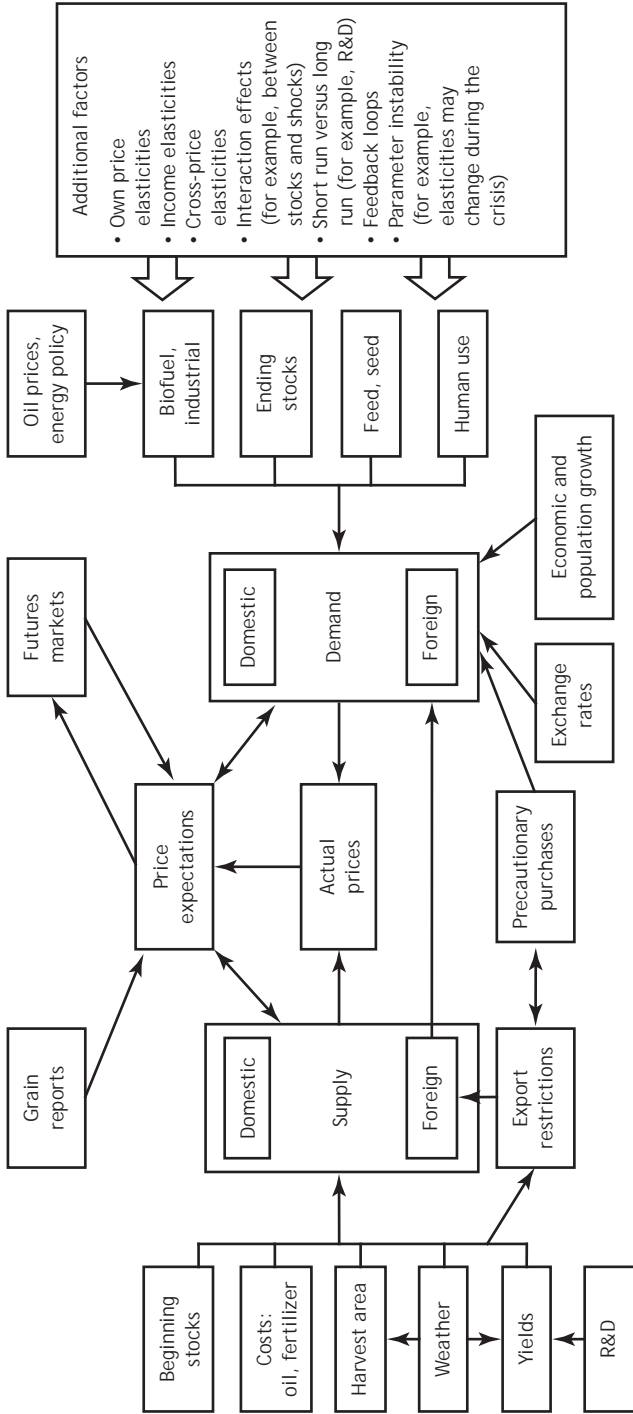 Grain
reports
Price
expectations
Futures
markets
Oil prices,
energy policy
Beginning
stocks
Costs:
oil, fertilizer
Harvest area
Weather
Yields
R&D
Domestic
Supply
Foreign
Actual
prices
Domestic
Demand
Foreign
Biofuel,
industrial
Ending
stocks
Feed, seed
Human use
Export
restrictions
Precautionary
purchases
Exchange
rates
Economic and
population growth
Additional factors
• Own price
elasticities
• Income elasticities
• Cross-price
elasticities
• Interaction effects
(for example, between
stocks and shocks)
• Short run versus long
run (for example, R&D)
• Feedback loops
• Parameter instability
(for example,
elasticities may
change during the
crisis)